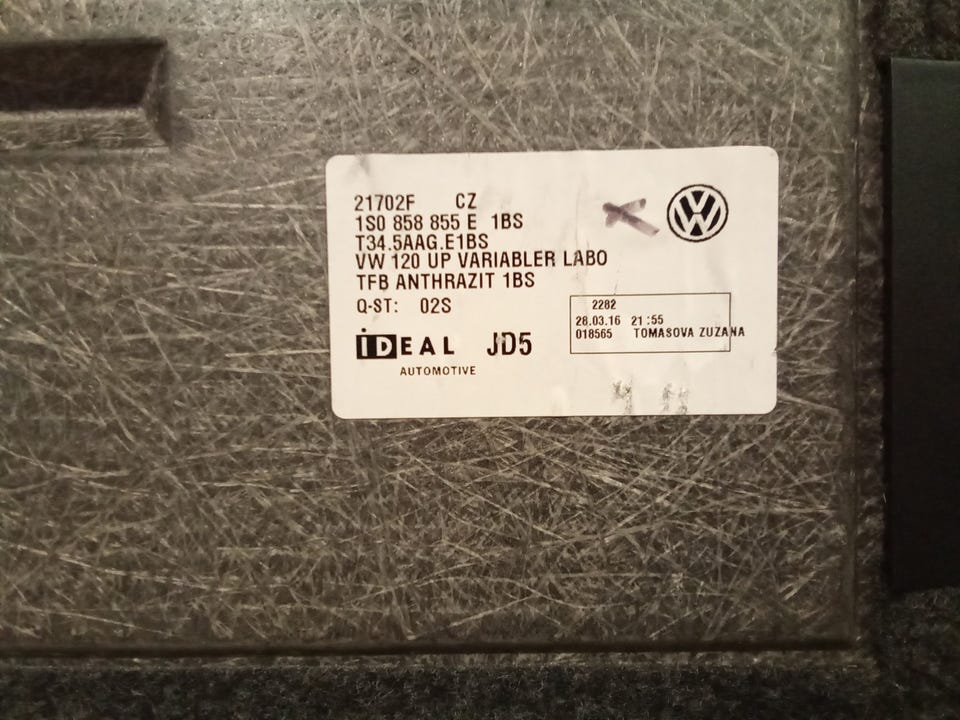 21702F CZ
1S0 858 855 E 1BS
T34.5AAG.E1BS
VW 120 UP VARIABLER LABO
TFB ANTHRAZIT 1BS
Q-ST: 02S
2282
28.03.16 21:55
018565 TOMASOVA ZUZANA
iDEAL JD5
AUTOMOTIVE